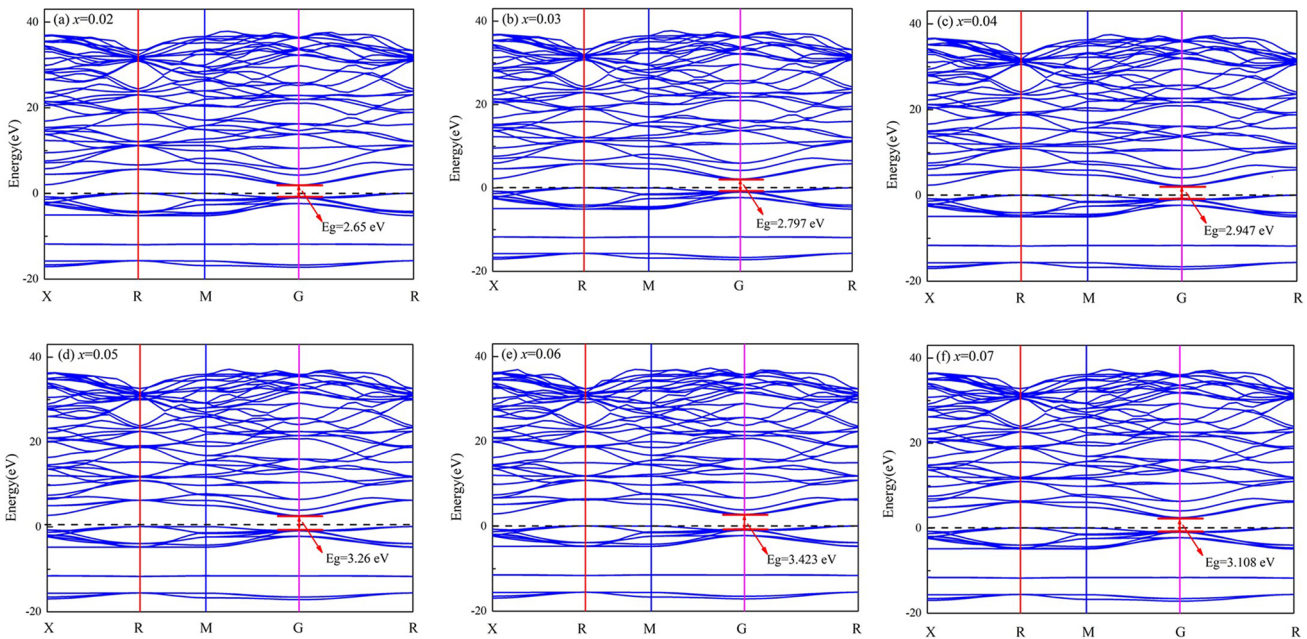 (a) x=0.02
40
20
0
-20
Energy(eV)
Eg=2.65 eV
X R M G R
(b) x=0.03
40
20
0
-20
Energy(eV)
Eg=2.797 eV
X R M G R
(c) x=0.04
40
20
0
-20
Energy(eV)
Eg=2.947 eV
X R M G R
(d) x=0.05
40
20
0
-20
Energy(eV)
Eg=3.26 eV
X R M G R
(e) x=0.06
40
20
0
-20
Energy(eV)
Eg=3.423 eV
X R M G R
(f) x=0.07
40
20
0
-20
Energy(eV)
Eg=3.108 eV
X R M G R